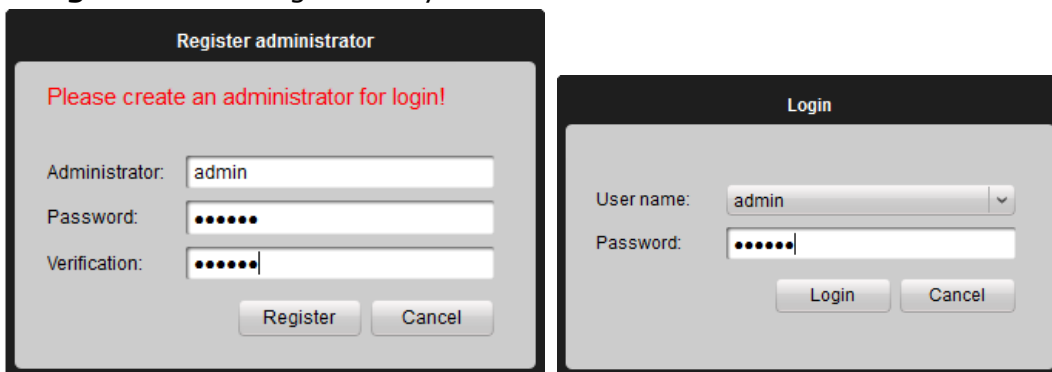 Register administrator
Please create an administrator for login!
Administrator: admin
Password: ●●●●●●
Verification: ●●●●●●
Register Cancel
Login
User name: admin
Password: ●●●●●●
Login Cancel